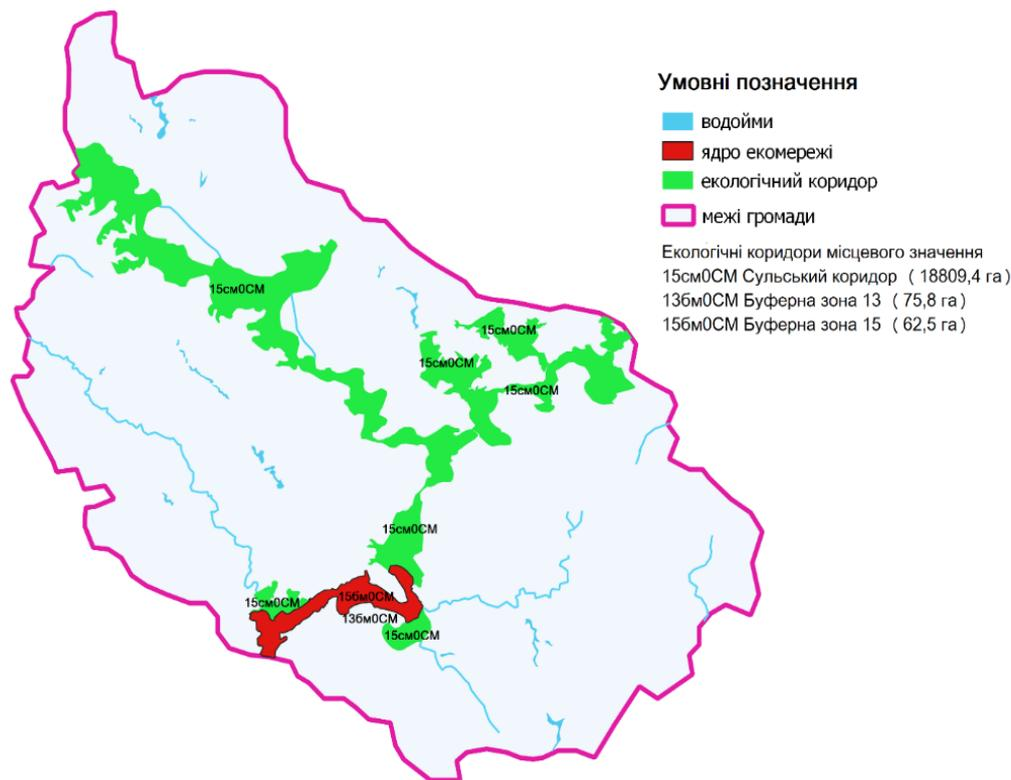 Умовні позначення
водойми
ядро екомережі
екологічний коридор
межі громади
Екологічні коридори місцевого значення
15см0СМ Сульський коридор ( 18809,4 га )
13бм0СМ Буферна зона 13 ( 75,8 га )
15бм0СМ Буферна зона 15 ( 62,5 га )
15см0СМ
15см0СМ
15см0СМ
15см0СМ
15см0СМ
15см0СМ
15бм0СМ
13бм0СМ
15см0СМ